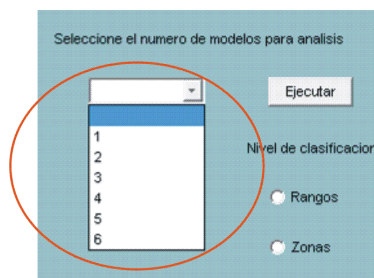 Seleccione el numero de modelos para analisis
Ejecutar
1
2
3
4
5
6
Nivel de clasificacion
Rangos
Zonas